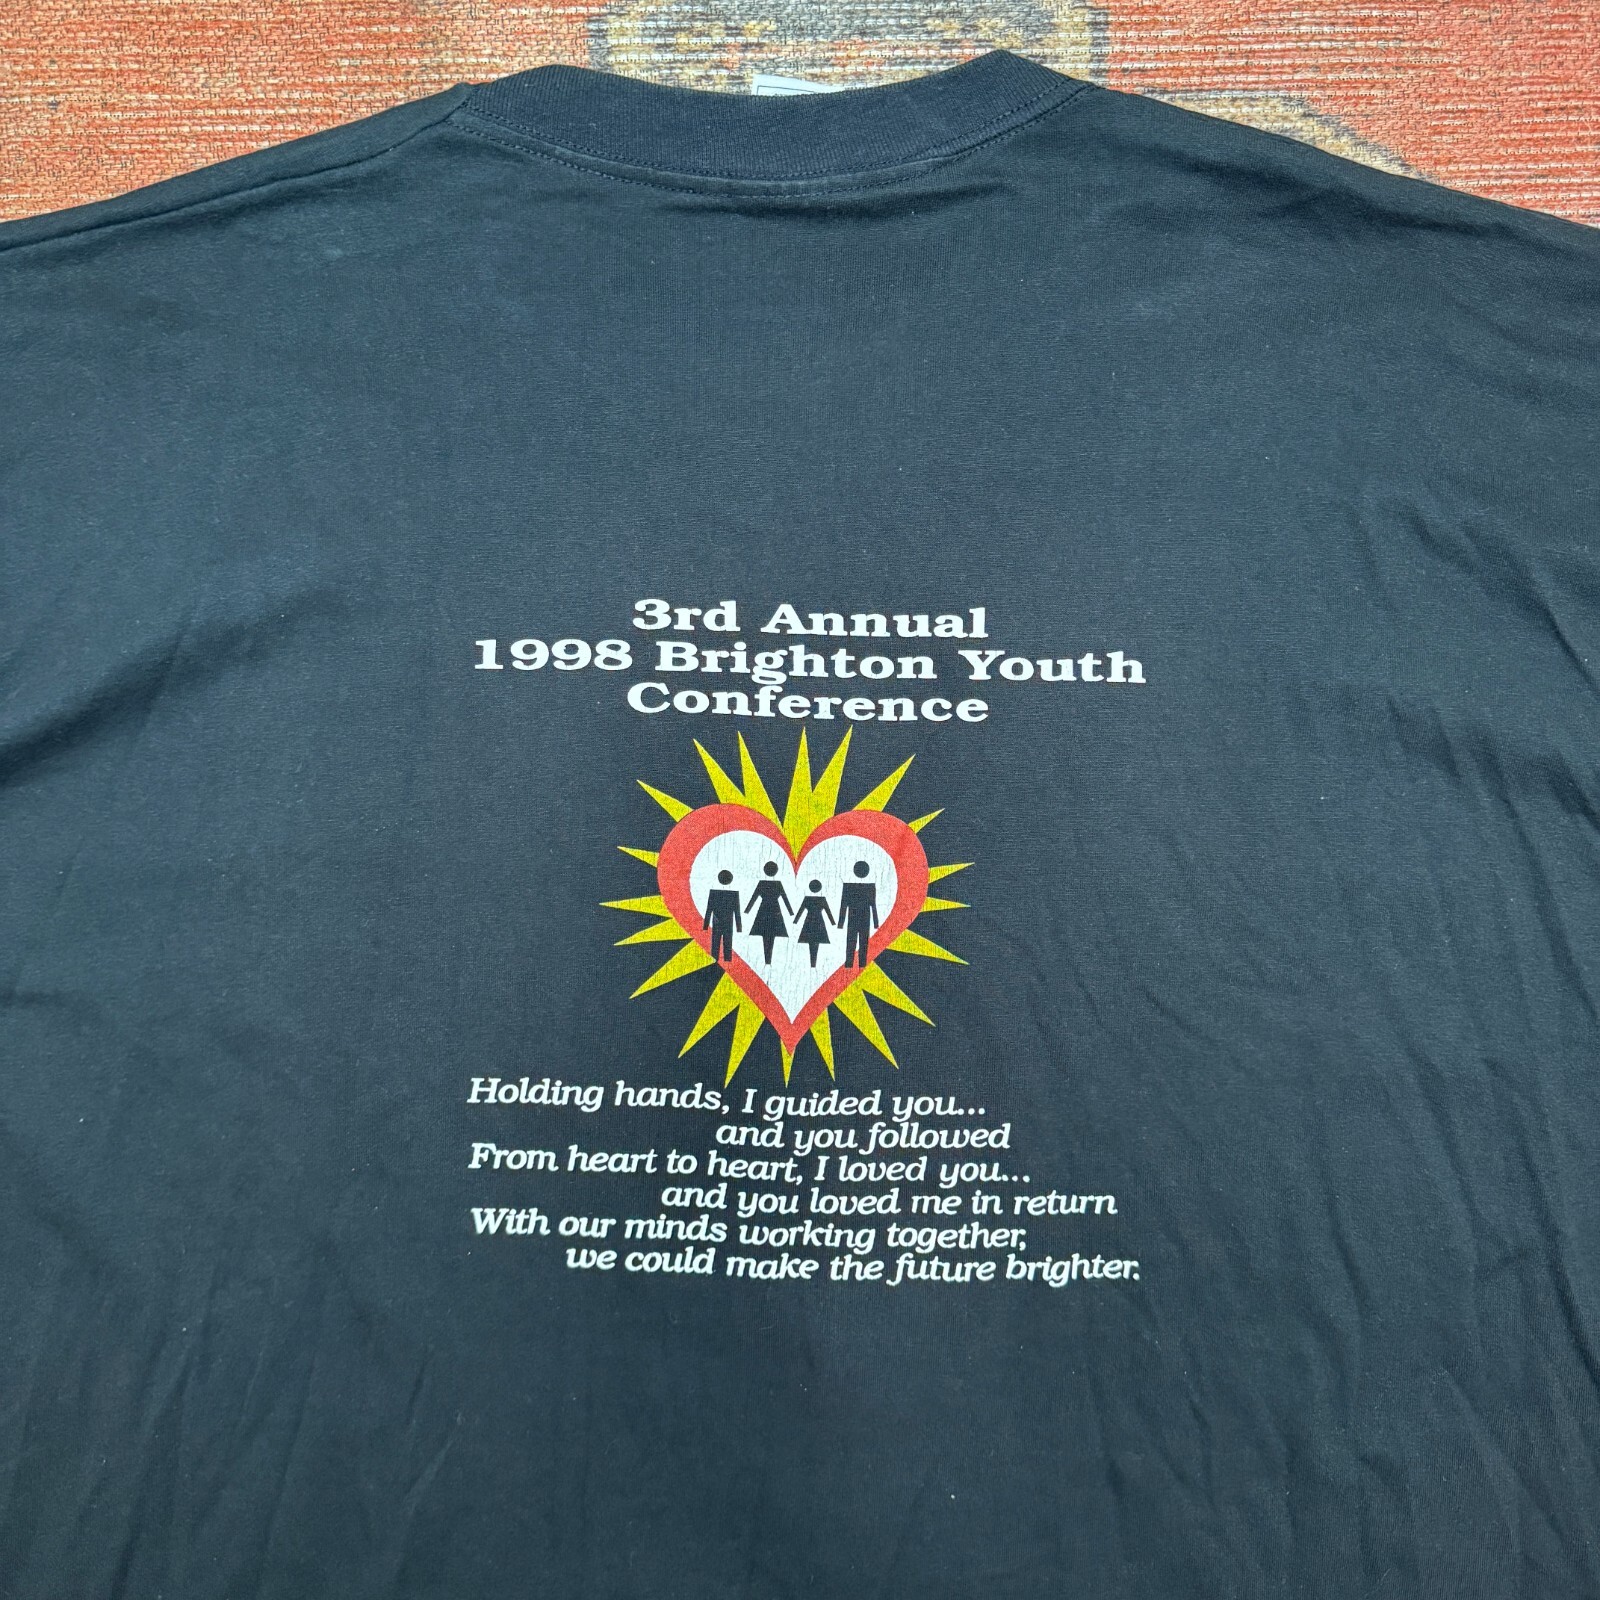 3rd Annual
1998 Brighton Youth
Conference
Holding hands, I guided you...
and you followed
From heart to heart, I loved you...
and you loved me in return
With our minds working together,
we could make the future brighter.